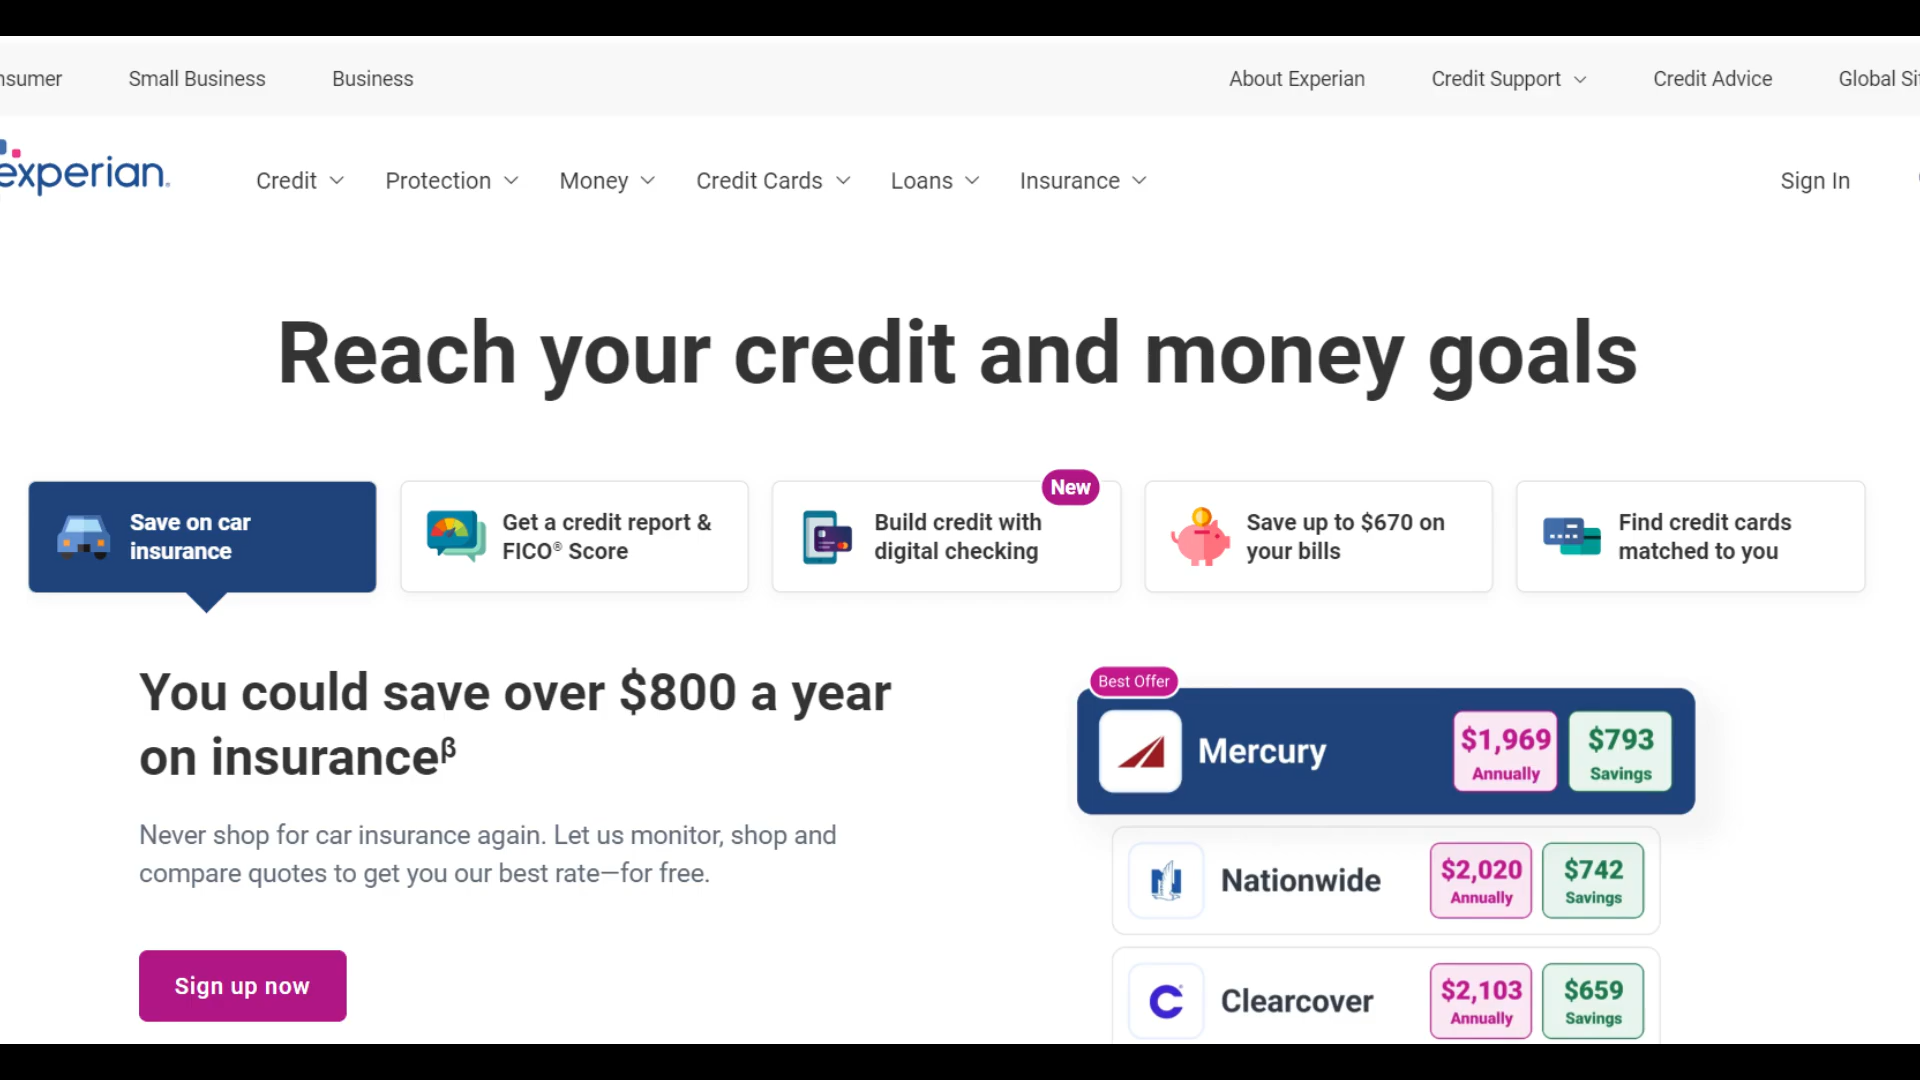 nsumer Small Business Business About Experian Credit Support Credit Advice Global Sit
experian. Credit Protection Money Credit Cards Loans Insurance Sign In
Reach your credit and money goals
Save on car
insurance
Get a credit report &
FICO® Score
New
Build credit with
digital checking
Save up to $670 on
your bills
Find credit cards
matched to you
You could save over $800 a year
on insuranceᵝ
Never shop for car insurance again. Let us monitor, shop and
compare quotes to get you our best rate—for free.
Sign up now
Best Offer
Mercury $1,969 Annually $793 Savings
Nationwide $2,020 Annually $742 Savings
Clearcover $2,103 Annually $659 Savings